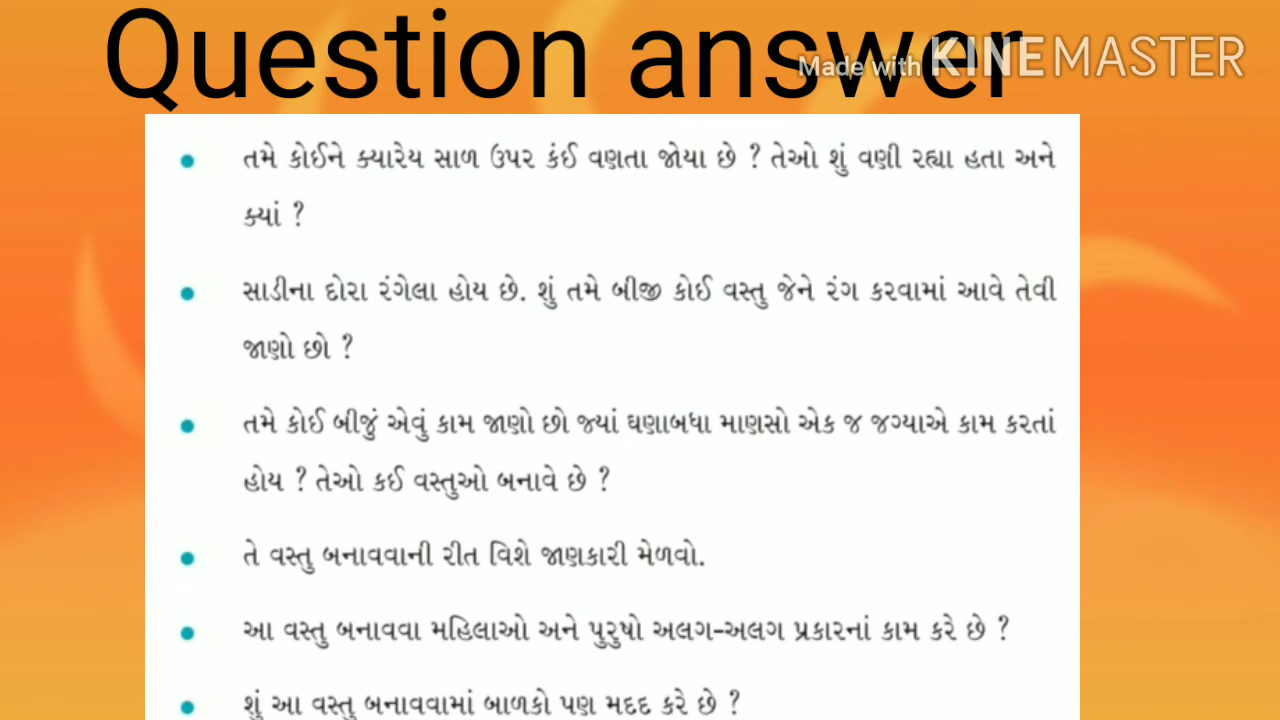 Question answer
Made with KINEMASTER
• તમે કોઈને ક્યારેય સાળ ઉપર કંઈ વણતા જોયા છે ? તેઓ શું વણી રહ્યા હતા અને
ક્યાં ?
• સાડીના દોરા રંગેલા હોય છે. શું તમે બીજી કોઈ વસ્તુ જેને રંગ કરવામાં આવે તેવી
જાણો છો ?
• તમે કોઈ બીજું એવું કામ જાણો છો જ્યાં ઘણાબધા માણસો એક જ જગ્યાએ કામ કરતાં
હોય ? તેઓ કઈ વસ્તુઓ બનાવે છે ?
• તે વસ્તુ બનાવવાની રીત વિશે જાણકારી મેળવો.
• આ વસ્તુ બનાવવા મહિલાઓ અને પુરુષો અલગ-અલગ પ્રકારનાં કામ કરે છે ?
• શું આ વસ્તુ બનાવવામાં બાળકો પણ મદદ કરે છે ?